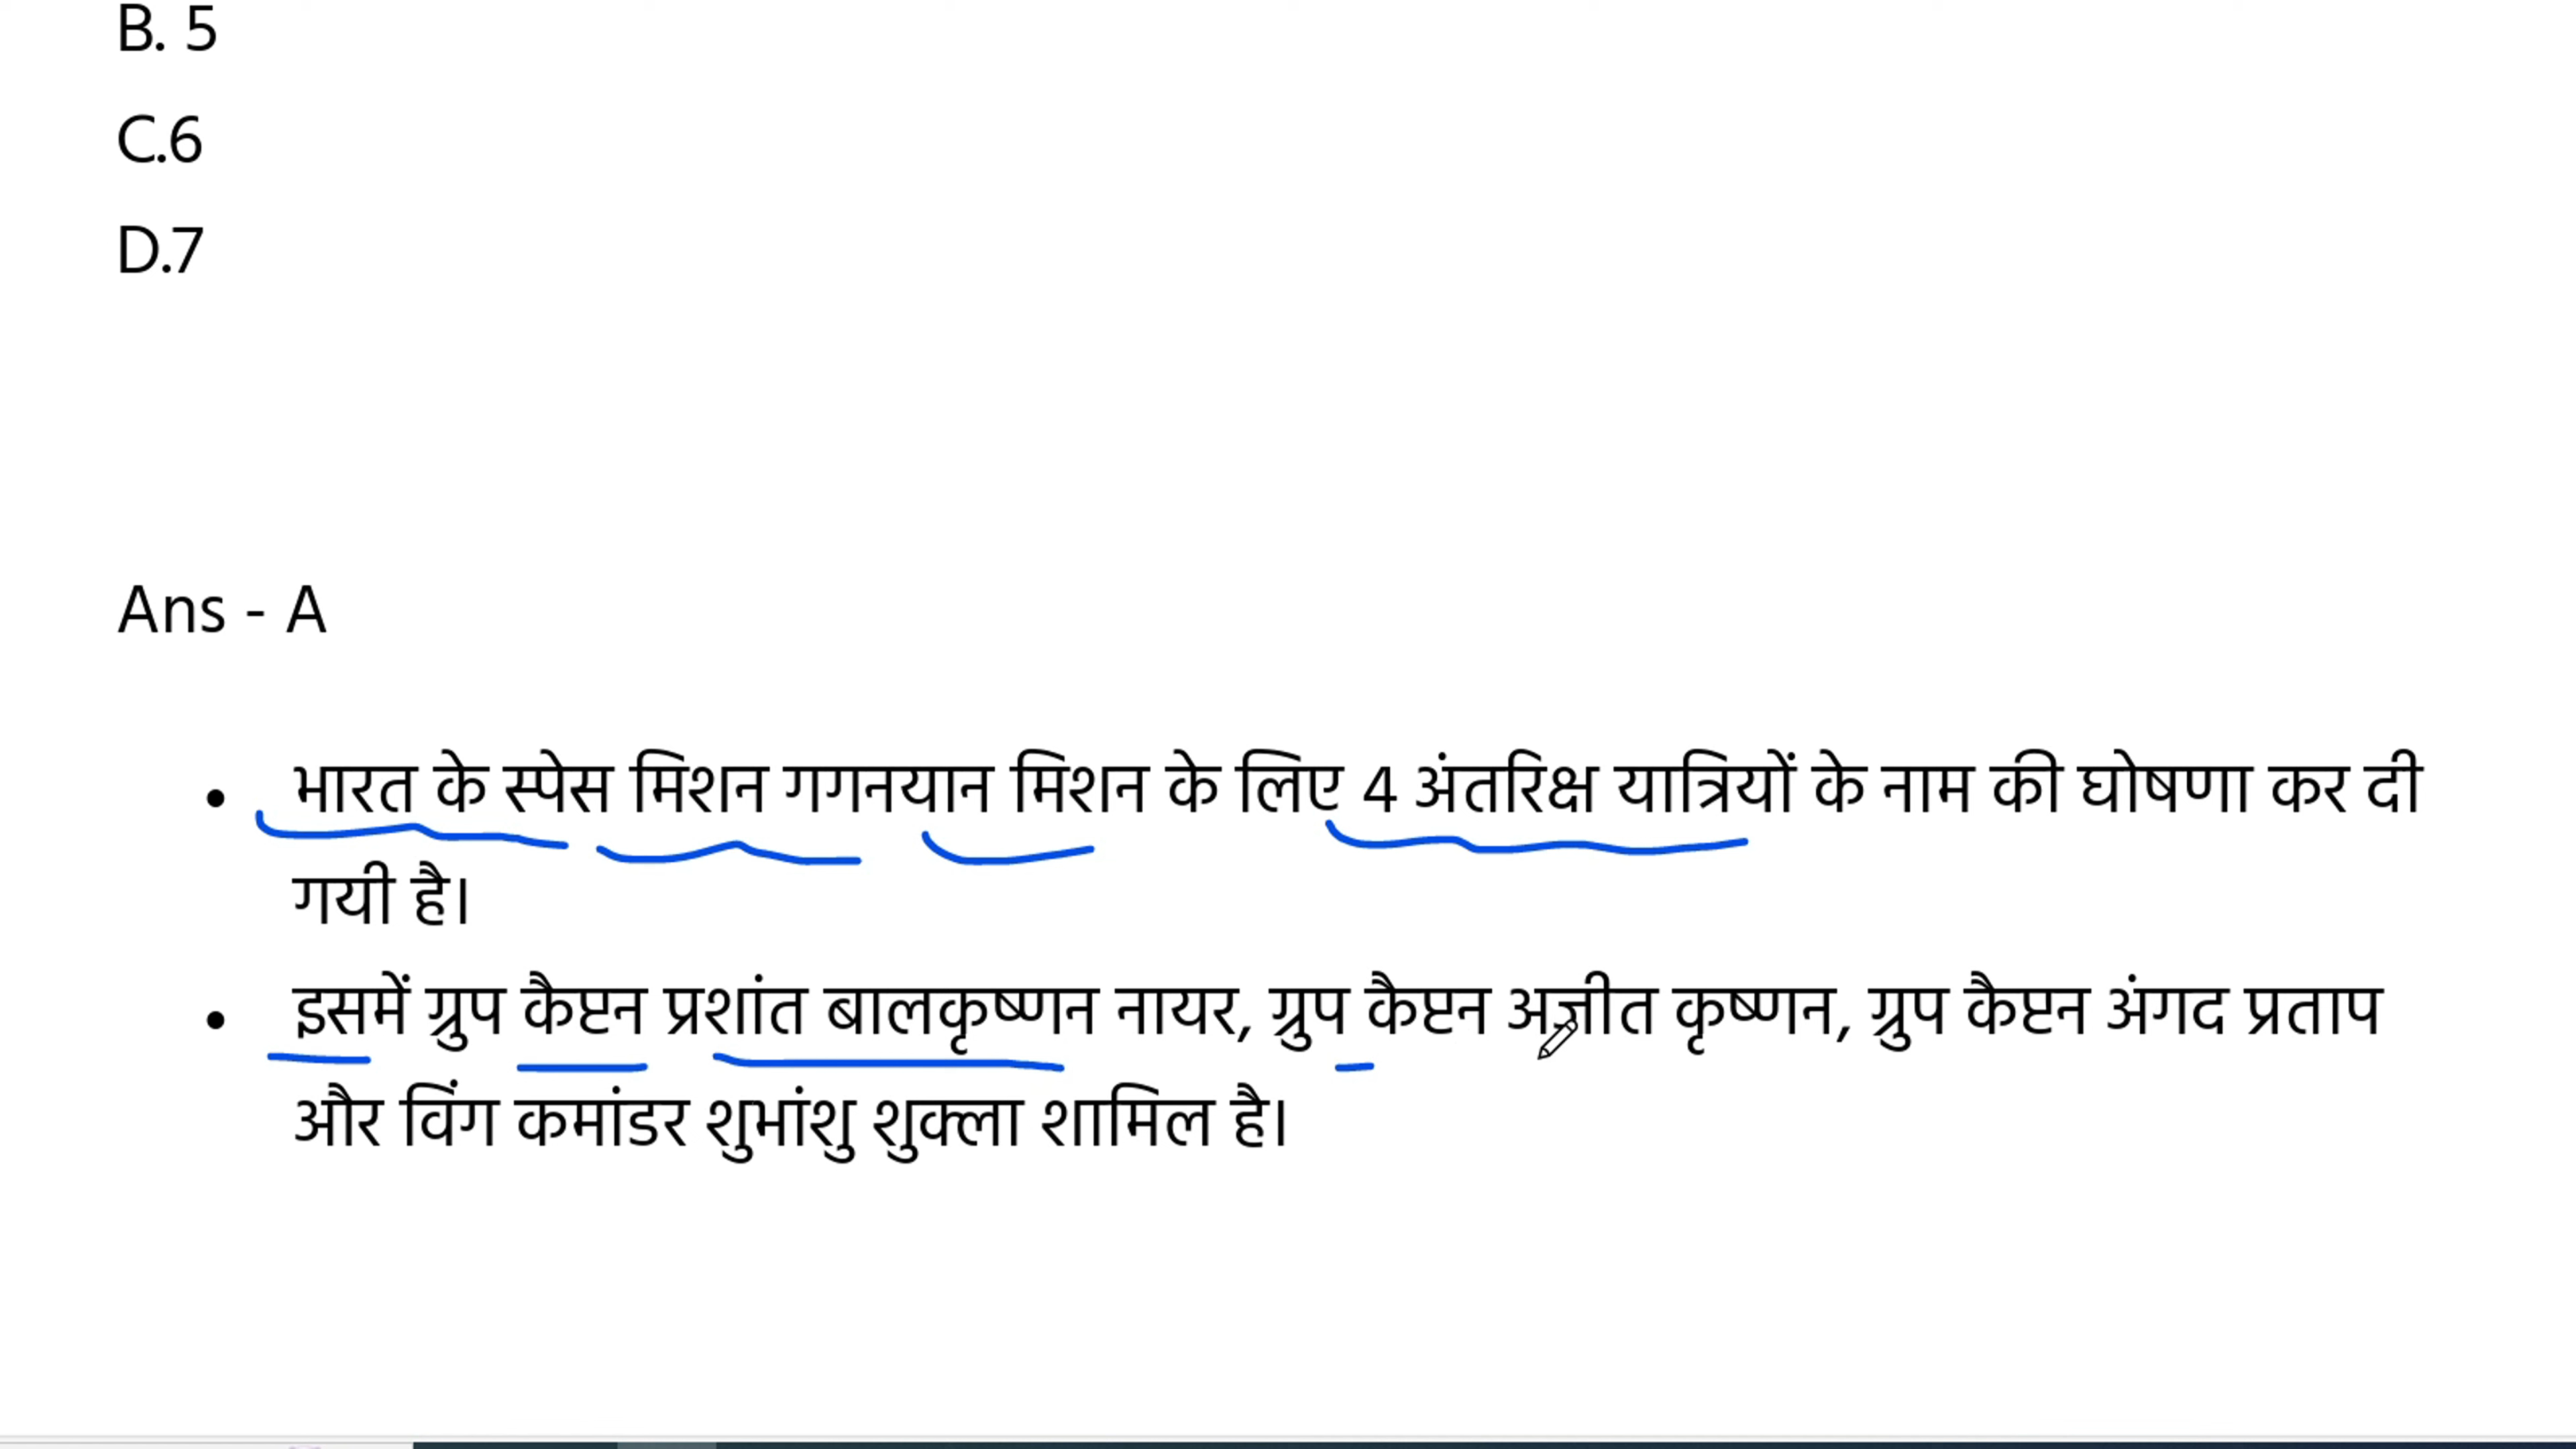 B. 5
C.6
D.7
Ans - A
• भारत के स्पेस मिशन गगनयान मिशन के लिए 4 अंतरिक्ष यात्रियों के नाम की घोषणा कर दी
गयी है।
• इसमें ग्रुप कैप्टन प्रशांत बालकृष्णन नायर, ग्रुप कैप्टन अजीत कृष्णन, ग्रुप कैप्टन अंगद प्रताप
और विंग कमांडर शुभांशु शुक्ला शामिल है।